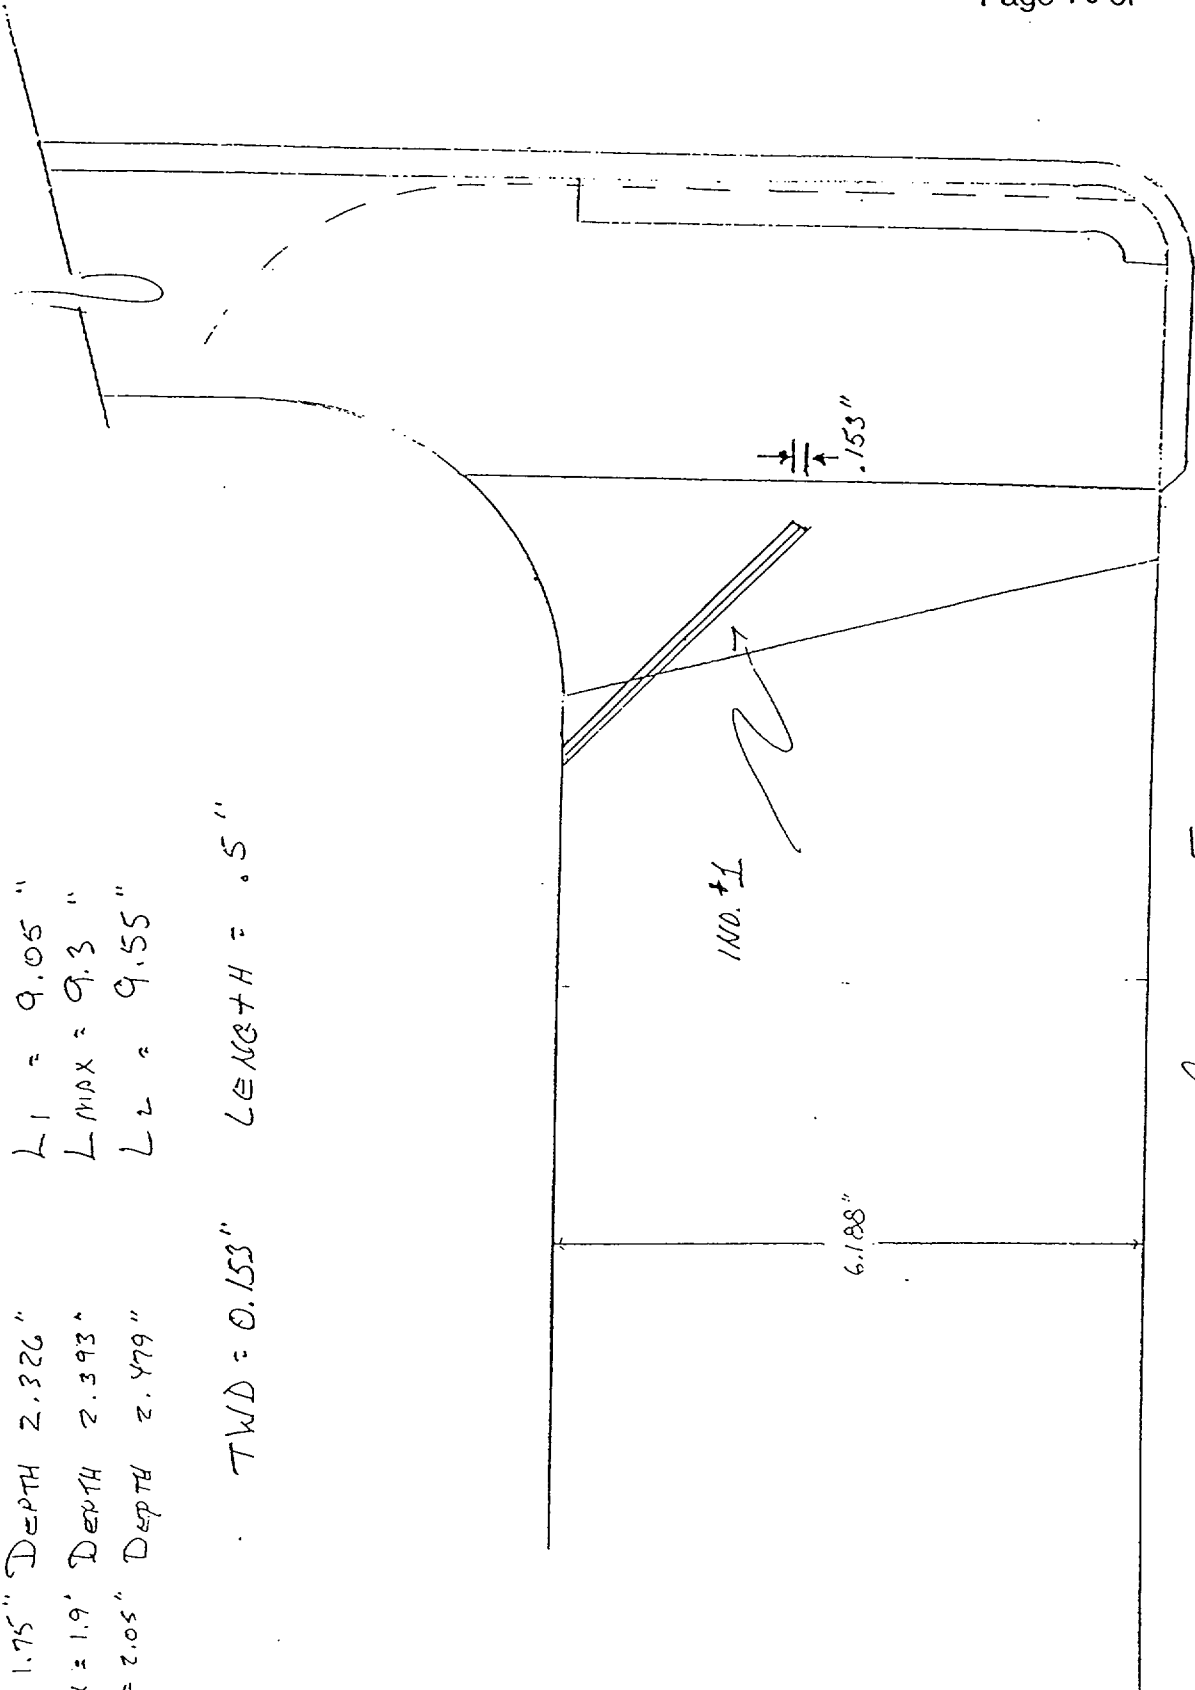 1.75" DEPTH 2.326" L1 = 9.05"
= 1.9" DEPTH 2.393" LMAX = 9.3"
= 2.05" DEPTH 2.479" L2 = 9.55"
TWD = 0.153" LENGTH = .5"
.153"
IND. #1
6.188"